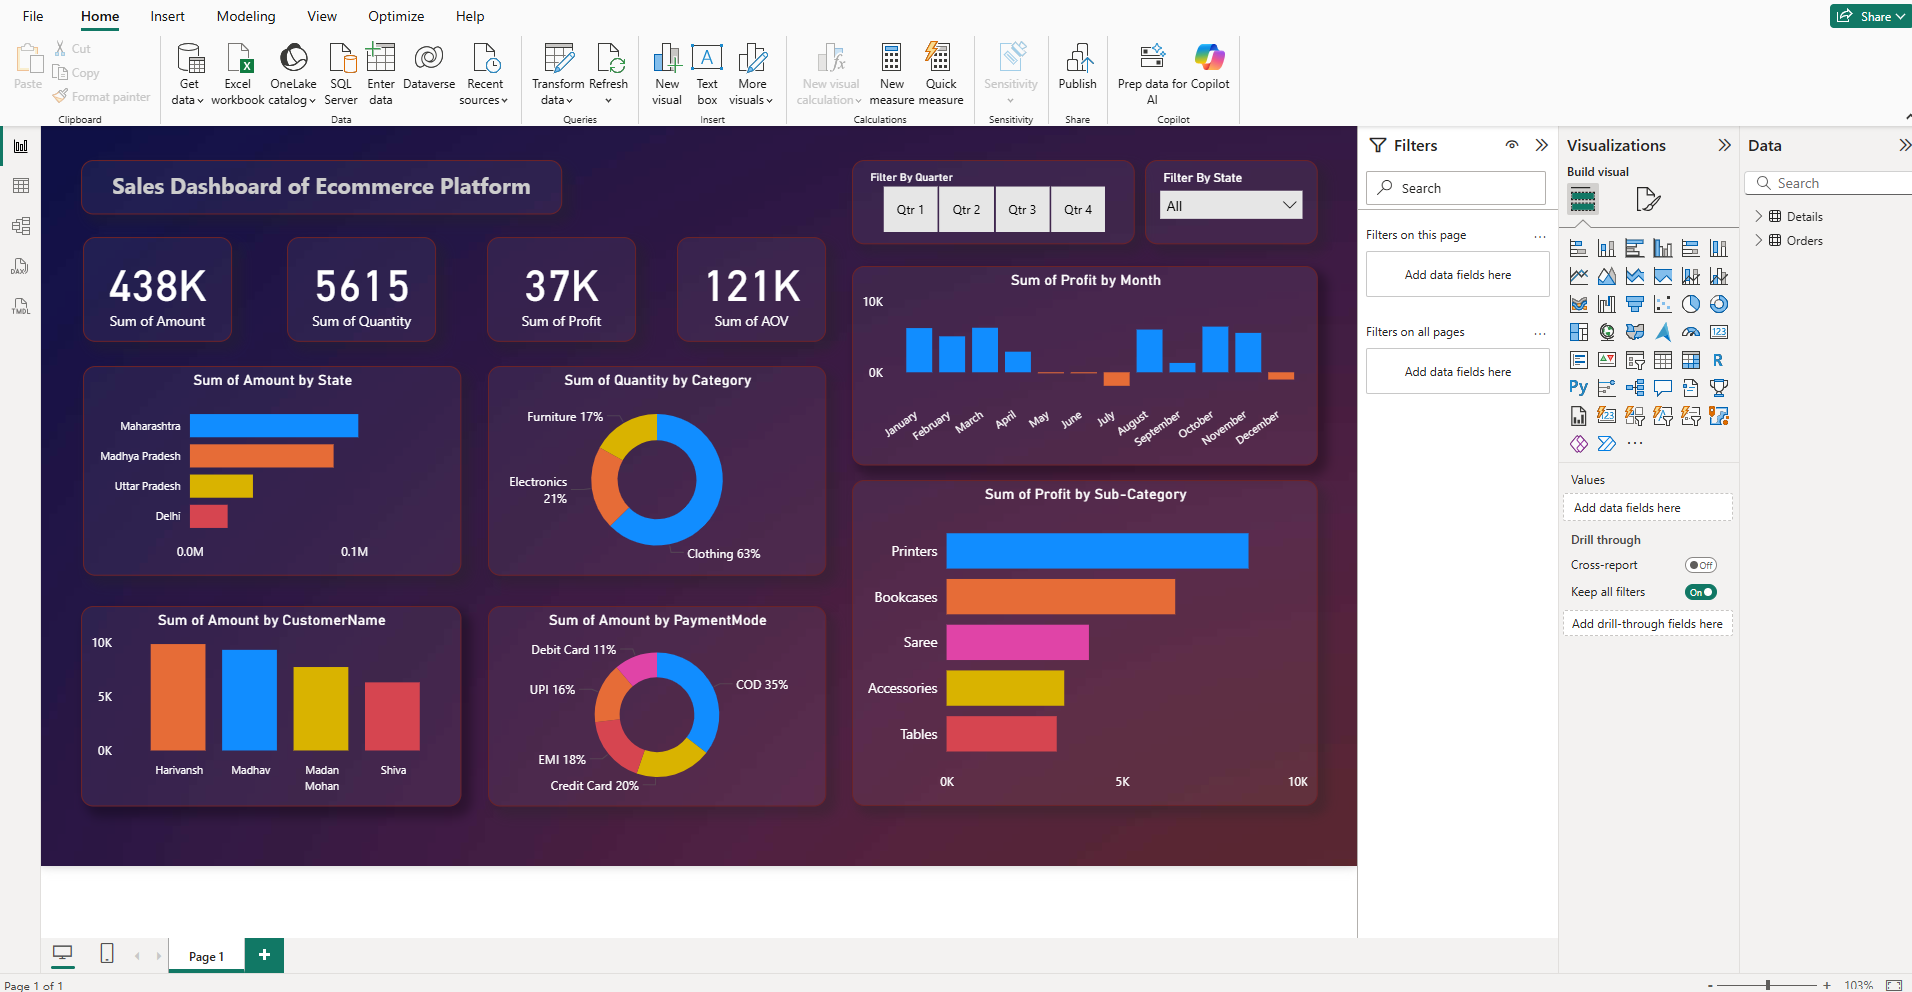 File Home Insert Modeling View Optimize Help
Share
Paste
Cut
Copy
Format painter
Clipboard
Get
data
Excel
workbook
OneLake
catalog
SQL
Server
Enter
data
Dataverse
Recent
sources
Data
Transform
data
Refresh
Queries
New
visual
Text
box
More
visuals
Insert
New visual
calculation
New
measure
Quick
measure
Calculations
Sensitivity
Sensitivity
Publish
Share
Prep data for
AI
Copilot
Copilot
DAX
TMDL
Sales Dashboard of Ecommerce Platform
Filter By Quarter
Qtr 1
Qtr 2
Qtr 3
Qtr 4
Filter By State
All
438K
Sum of Amount
5615
Sum of Quantity
37K
Sum of Profit
121K
Sum of AOV
Sum of Profit by Month
10K
0K
January
February
March
April
May
June
July
August
September
October
November
December
Sum of Amount by State
Maharashtra
Madhya Pradesh
Uttar Pradesh
Delhi
0.0M
0.1M
Sum of Quantity by Category
Furniture 17%
Electronics
21%
Clothing 63%
Sum of Profit by Sub-Category
Printers
Bookcases
Saree
Accessories
Tables
0K
5K
10K
Sum of Amount by CustomerName
10K
5K
0K
Harivansh
Madhav
Madan
Mohan
Shiva
Sum of Amount by PaymentMode
Debit Card 11%
UPI 16%
COD 35%
EMI 18%
Credit Card 20%
Filters
Search
Filters on this page
...
Add data fields here
Filters on all pages
...
Add data fields here
Visualizations
Build visual
123
R
Py
123
...
Values
Add data fields here
Drill through
Cross-report
Off
Keep all filters
On
Add drill-through fields here
Data
Search
Details
Orders
Page 1
+
Page 1 of 1
- + 103%